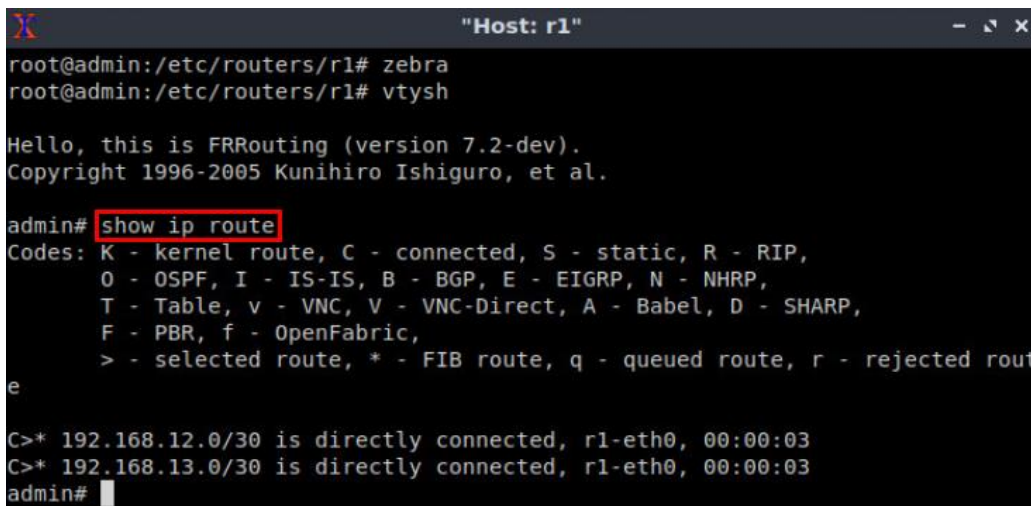 "Host: r1"
root@admin:/etc/routers/r1# zebra
root@admin:/etc/routers/r1# vtysh
Hello, this is FRRouting (version 7.2-dev).
Copyright 1996-2005 Kunihiro Ishiguro, et al.
admin# show ip route
Codes: K - kernel route, C - connected, S - static, R - RIP,
       O - OSPF, I - IS-IS, B - BGP, E - EIGRP, N - NHRP,
       T - Table, v - VNC, V - VNC-Direct, A - Babel, D - SHARP,
       F - PBR, f - OpenFabric,
       > - selected route, * - FIB route, q - queued route, r - rejected rout
e
C>* 192.168.12.0/30 is directly connected, r1-eth0, 00:00:03
C>* 192.168.13.0/30 is directly connected, r1-eth0, 00:00:03
admin#